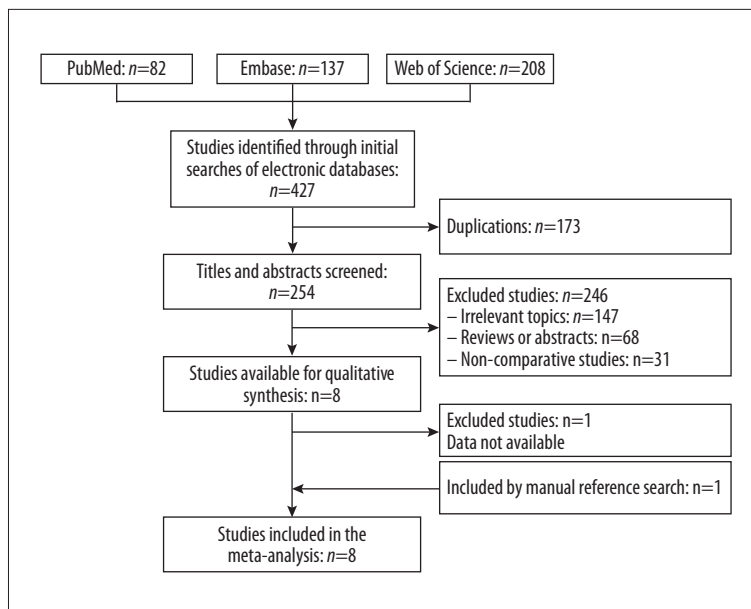 PubMed: n=82
Embase: n=137
Web of Science: n=208
Studies identified through initial
searches of electronic databases:
n=427
Duplications: n=173
Titles and abstracts screened:
n=254
Excluded studies: n=246
– Irrelevant topics: n=147
– Reviews or abstracts: n=68
– Non-comparative studies: n=31
Studies available for qualitative
synthesis: n=8
Excluded studies: n=1
Data not available
Included by manual reference search: n=1
Studies included in the
meta-analysis: n=8